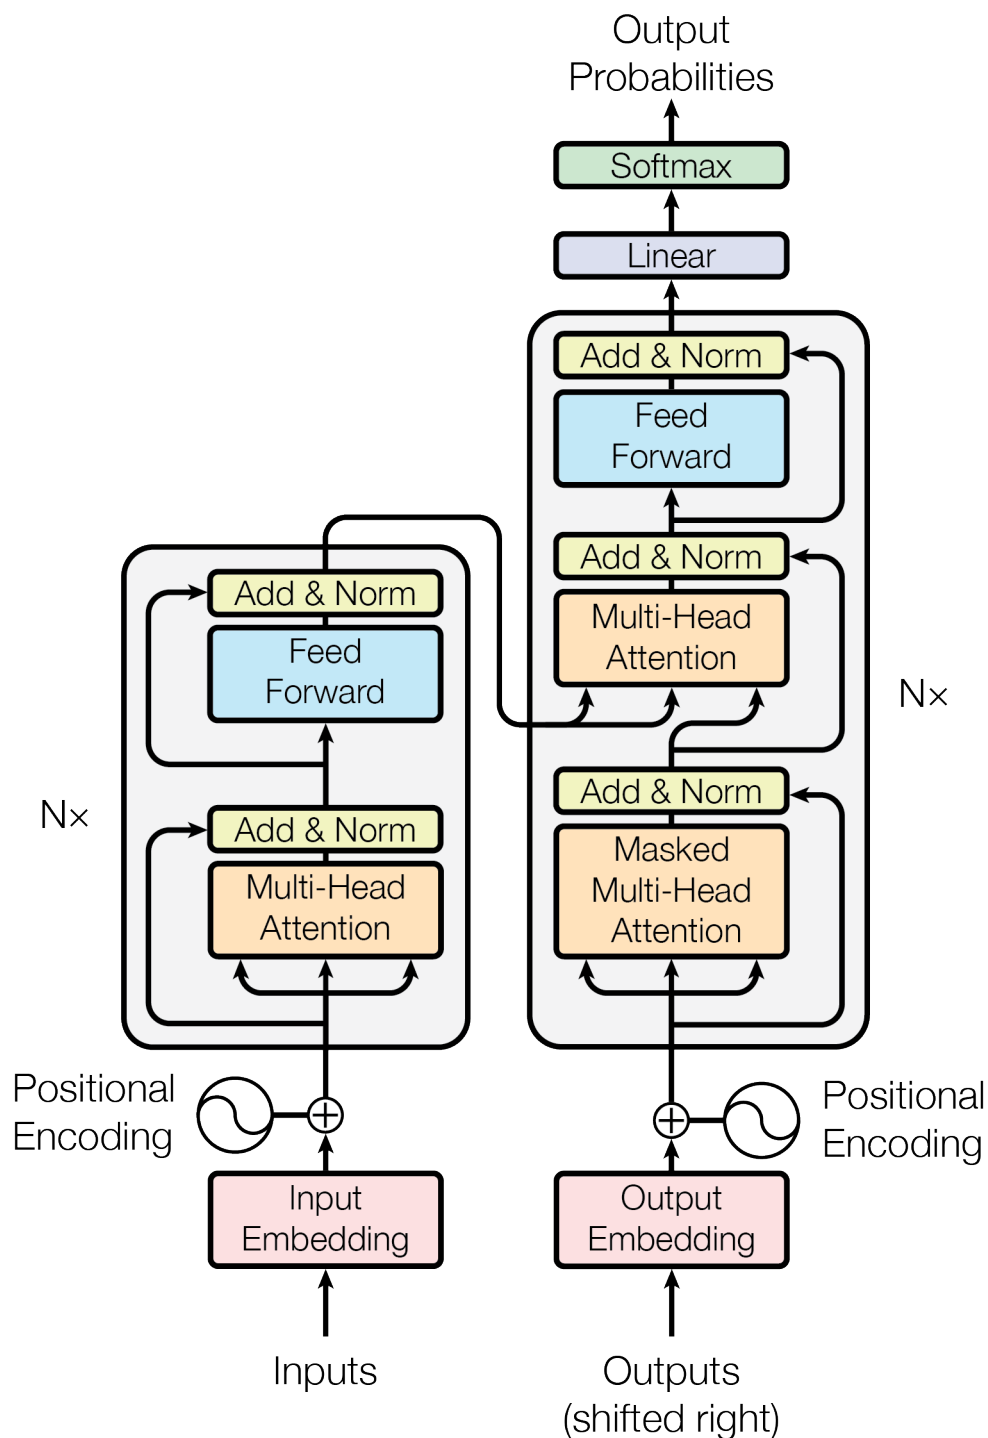 Output
Probabilities
Softmax
Linear
Add & Norm
Feed
Forward
Add & Norm
Multi-Head
Attention
Add & Norm
Masked
Multi-Head
Attention
N×
Add & Norm
Feed
Forward
Add & Norm
Multi-Head
Attention
N×
Positional
Encoding
Positional
Encoding
Input
Embedding
Output
Embedding
Inputs
Outputs
(shifted right)